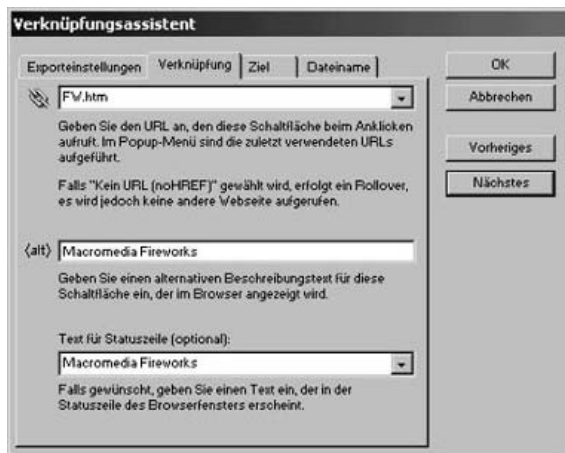 Verknüpfungsassistent
Exporteinstellungen Verknüpfung Ziel Dateiname
OK
Abbrechen
Vorheriges
Nächstes
FW.htm
Geben Sie den URL an, den diese Schaltfläche beim Anklicken
aufruft. Im Popup-Menü sind die zuletzt verwendeten URLs
aufgeführt.
Falls "Kein URL (noHREF)" gewählt wird, erfolgt ein Rollover,
es wird jedoch keine andere Webseite aufgerufen.
(alt) Macromedia Fireworks
Geben Sie einen alternativen Beschreibungstext für diese
Schaltfläche ein, der im Browser angezeigt wird.
Text für Statuszeile (optional):
Macromedia Fireworks
Falls gewünscht, geben Sie einen Text ein, der in der
Statuszeile des Browserfensters erscheint.